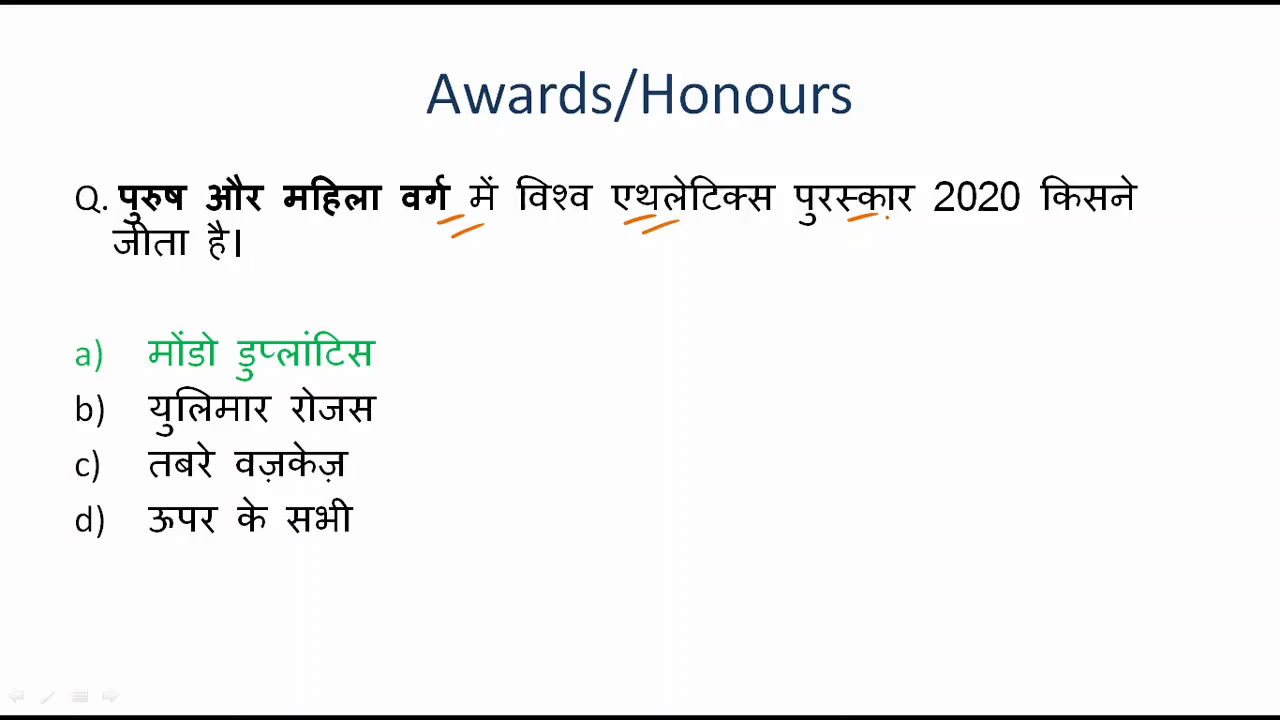 Awards/Honours
Q. पुरुष और महिला वर्ग में विश्व एथलेटिक्स पुरस्कार 2020 किसने
जीता है।
a) मोंडो डुप्लांटिस
b) युलिमार रोजस
c) तबरे वज़केज़
d) ऊपर के सभी